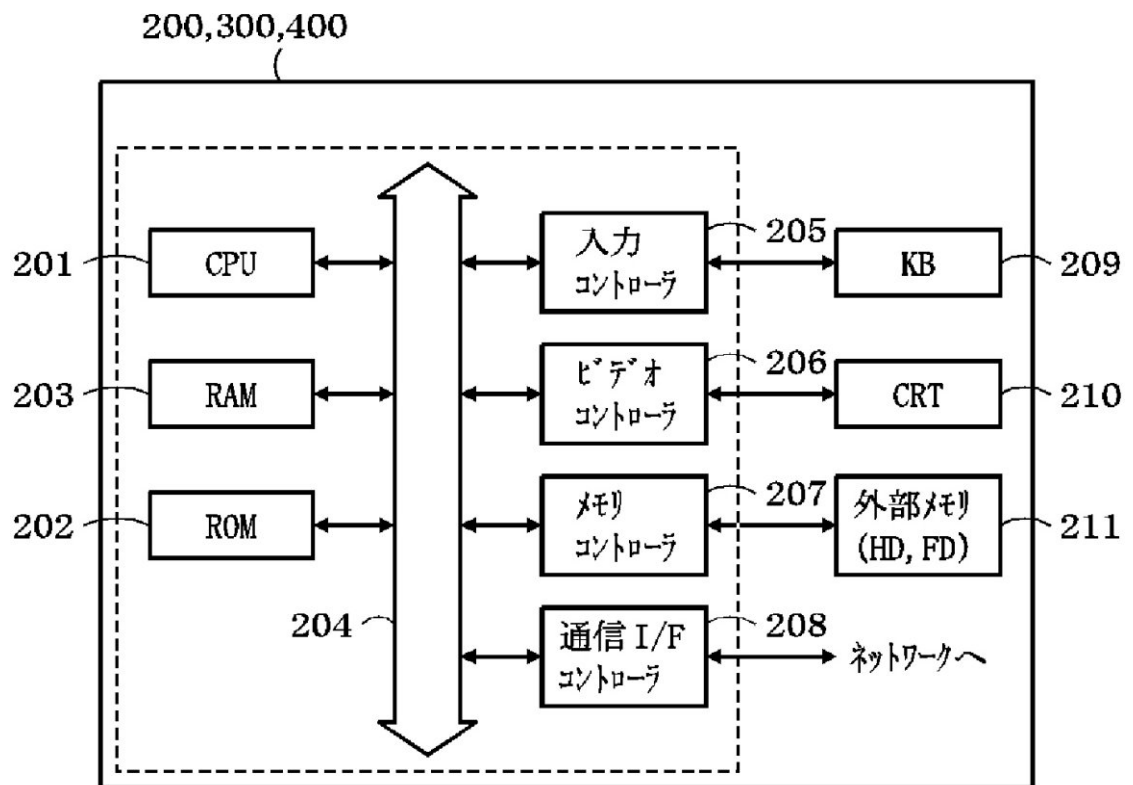 200,300,400
201
CPU
入力
コントローラ
205
KB
209
203
RAM
ビデオ
コントローラ
206
CRT
210
202
ROM
メモリ
コントローラ
207
外部メモリ
(HD, FD)
211
204
通信 I/F
コントローラ
208
ネットワークへ